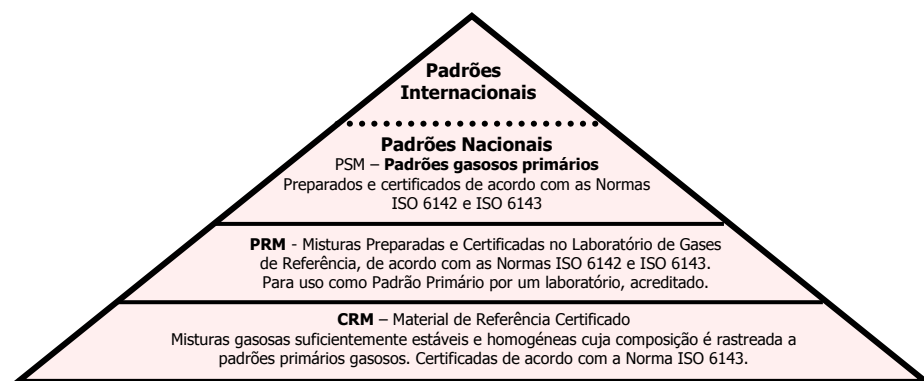 Padrões
Internacionais
Padrões Nacionais
PSM – Padrões gasosos primários
Preparados e certificados de acordo com as Normas
ISO 6142 e ISO 6143
PRM - Misturas Preparadas e Certificadas no Laboratório de Gases
de Referência, de acordo com as Normas ISO 6142 e ISO 6143.
Para uso como Padrão Primário por um laboratório, acreditado.
CRM – Material de Referência Certificado
Misturas gasosas suficientemente estáveis e homogéneas cuja composição é rastreada a
padrões primários gasosos. Certificadas de acordo com a Norma ISO 6143.